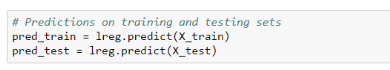 # Predictions on training and testing sets
pred_train = lreg.predict(X_train)
pred_test = lreg.predict(X_test)